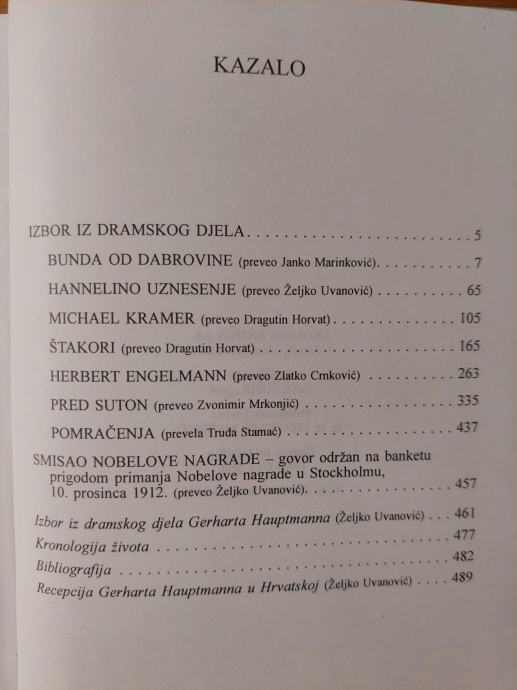 KAZALO
IZBOR IZ DRAMSKOG DJELA . . . . . . . . . . . . . . . . . . . . . . . . . 5
BUNDA OD DABROVINE (preveo Janko Marinković). . . . . . . . . . . 7
HANNELINO UZNESENJE (preveo Željko Uvanović) . . . . . . . . . . 65
MICHAEL KRAMER (preveo Dragutin Horvat) . . . . . . . . . . . . . . 105
ŠTAKORI (preveo Dragutin Horvat) . . . . . . . . . . . . . . . . . . . . . 165
HERBERT ENGELMANN (preveo Zlatko Crnković) . . . . . . . . . . 263
PRED SUTON (preveo Zvonimir Mrkonjić) . . . . . . . . . . . . . . . . 335
POMRAČENJA (prevela Truda Stamać) . . . . . . . . . . . . . . . . . . 437
SMISAO NOBELOVE NAGRADE – govor održan na banketu
prigodom primanja Nobelove nagrade u Stockholmu,
10. prosinca 1912. (preveo Željko Uvanović). . . . . . . . . . . . . . . . 457
Izbor iz dramskog djela Gerharta Hauptmanna (Željko Uvanović) . . . 461
Kronologija života . . . . . . . . . . . . . . . . . . . . . . . . . . . . . . . . . 477
Bibliografija . . . . . . . . . . . . . . . . . . . . . . . . . . . . . . . . . . . . . 482
Recepcija Gerharta Hauptmanna u Hrvatskoj (Željko Uvanović) . . . . 489